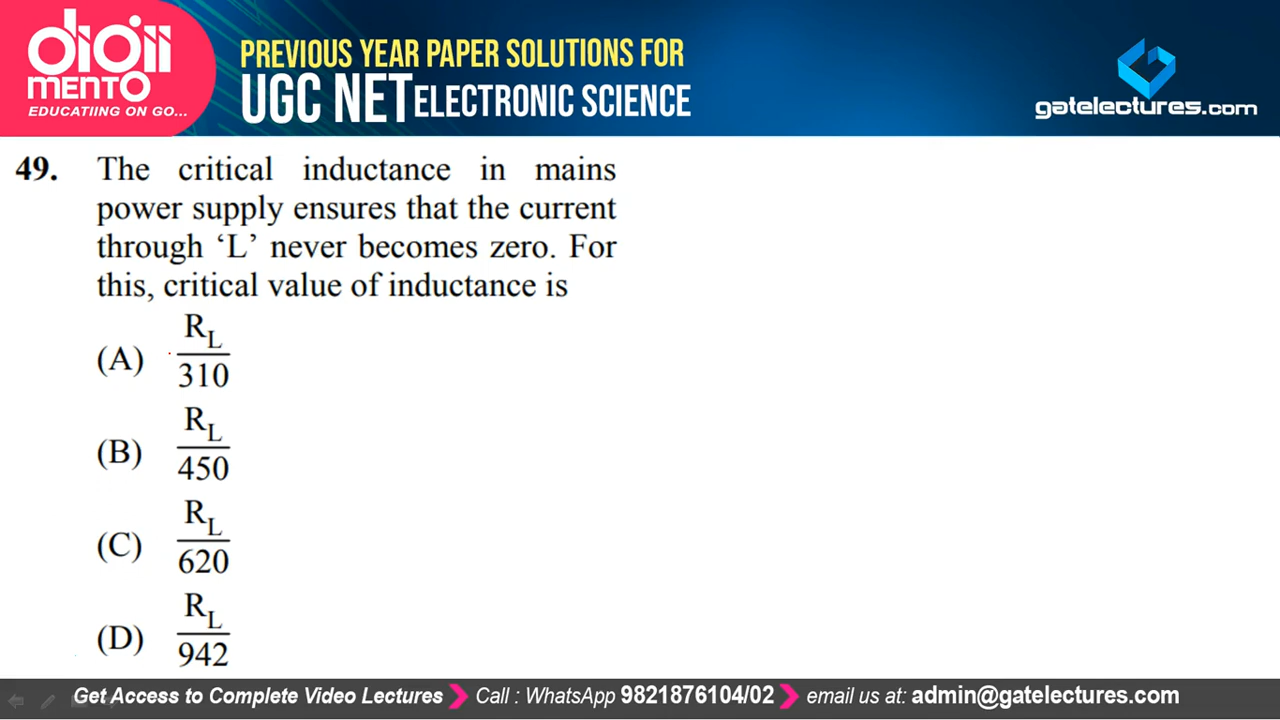 dioii
MENTO
EDUCATIING ON GO...
PREVIOUS YEAR PAPER SOLUTIONS FOR
UGC NET ELECTRONIC SCIENCE
gatelectures.com
49. The critical inductance in mains
power supply ensures that the current
through ‘L’ never becomes zero. For
this, critical value of inductance is
(A) R_L/310
(B) R_L/450
(C) R_L/620
(D) R_L/942
Get Access to Complete Video Lectures Call : WhatsApp 9821876104/02 email us at: admin@gatelectures.com